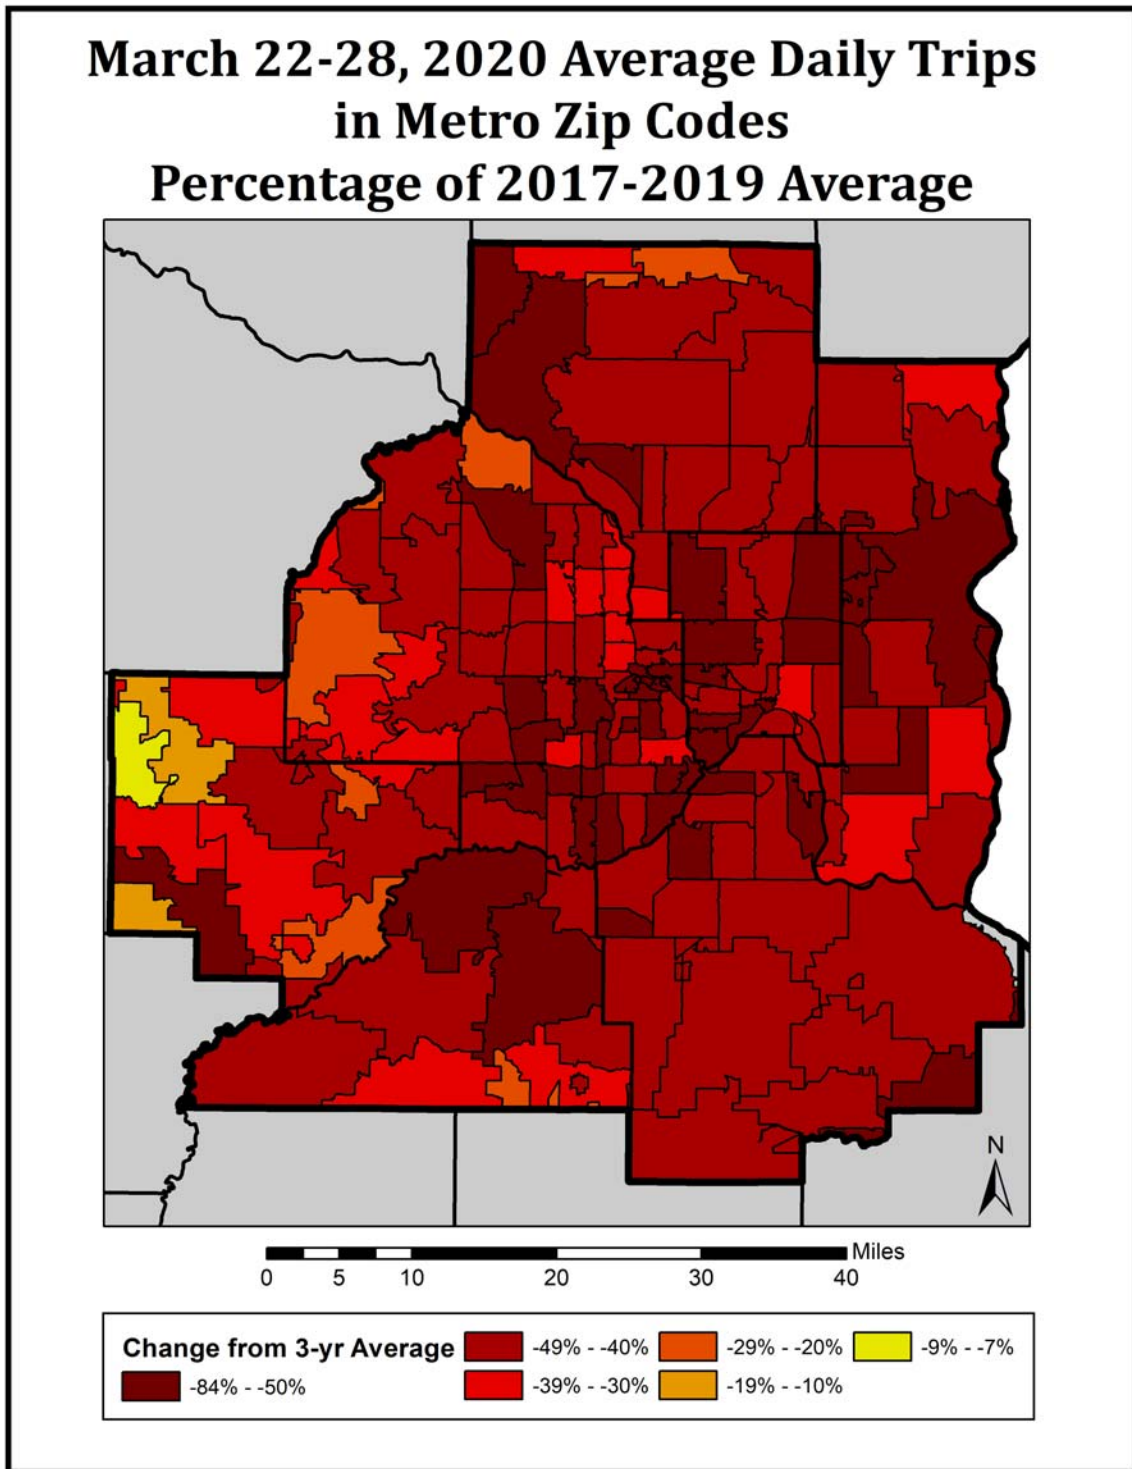 March 22-28, 2020 Average Daily Trips
in Metro Zip Codes
Percentage of 2017-2019 Average
N
Miles
0 5 10 20 30 40
Change from 3-yr Average
-84% - -50%
-49% - -40%
-39% - -30%
-29% - -20%
-19% - -10%
-9% - -7%